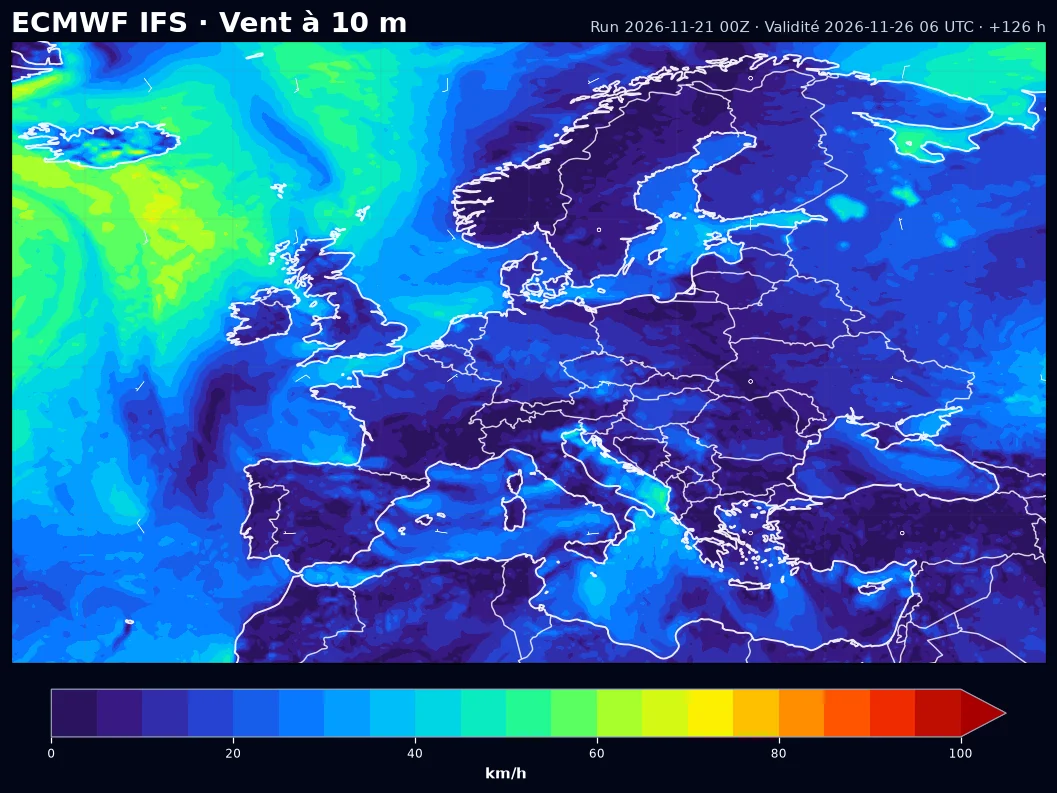 ECMWF IFS · Vent à 10 m
Run 2026-11-21 00Z · Validité 2026-11-26 06 UTC · +126 h
0 20 40 60 80 100
km/h